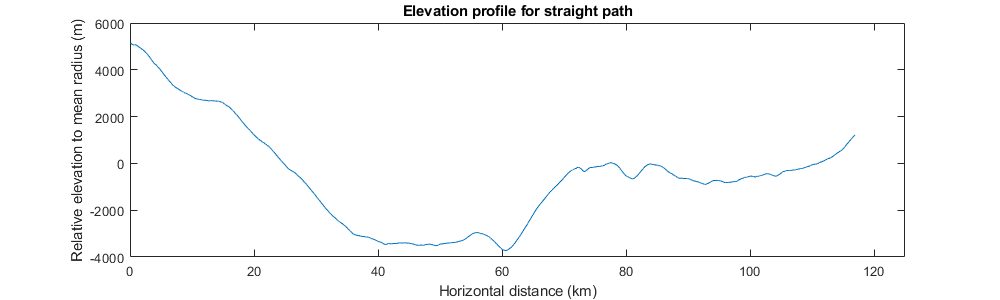 Elevation profile for straight path
Relative elevation to mean radius (m)
6000
4000
2000
0
-2000
-4000
0 20 40 60 80 100 120
Horizontal distance (km)